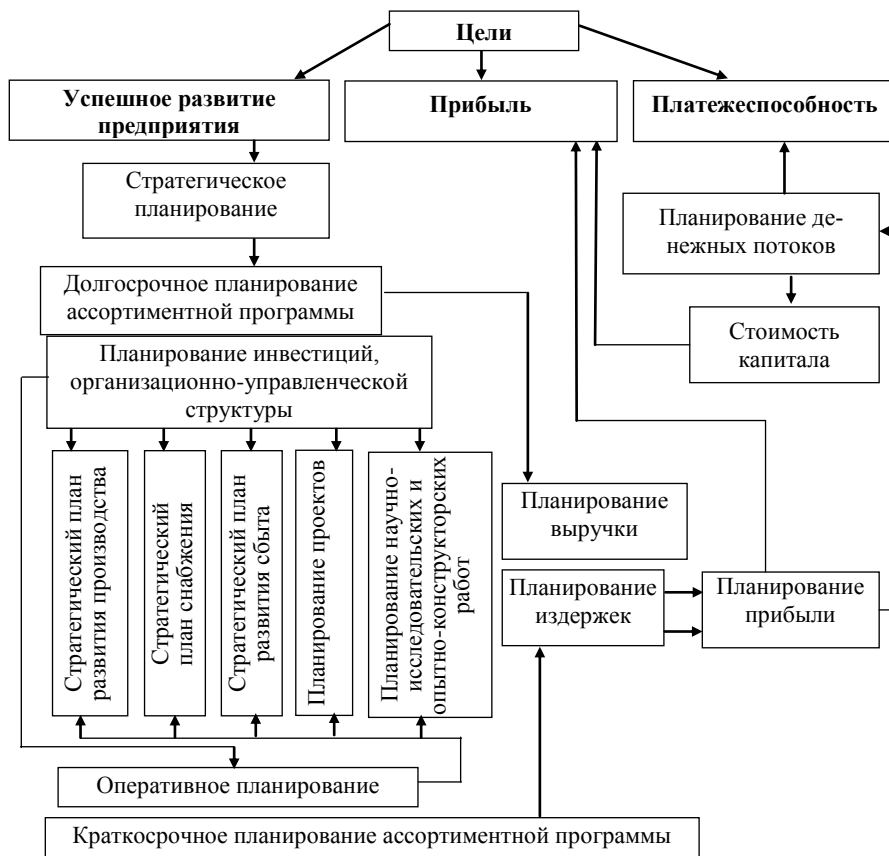 Цели
Успешное развитие
предприятия
Прибыль
Платежеспособность
Стратегическое
планирование
Планирование де-
нежных потоков
Долгосрочное планирование
ассортиментной программы
Стоимость
капитала
Планирование инвестиций,
организационно-управленческой
структуры
Стратегический план
развития производства
Стратегический
план снабжения
Стратегический план
развития сбыта
Планирование проектов
Планирование научно-
исследовательских и
опытно-конструкторских
работ
Планирование
выручки
Планирование
издержек
Планирование
прибыли
Оперативное планирование
Краткосрочное планирование ассортиментной программы